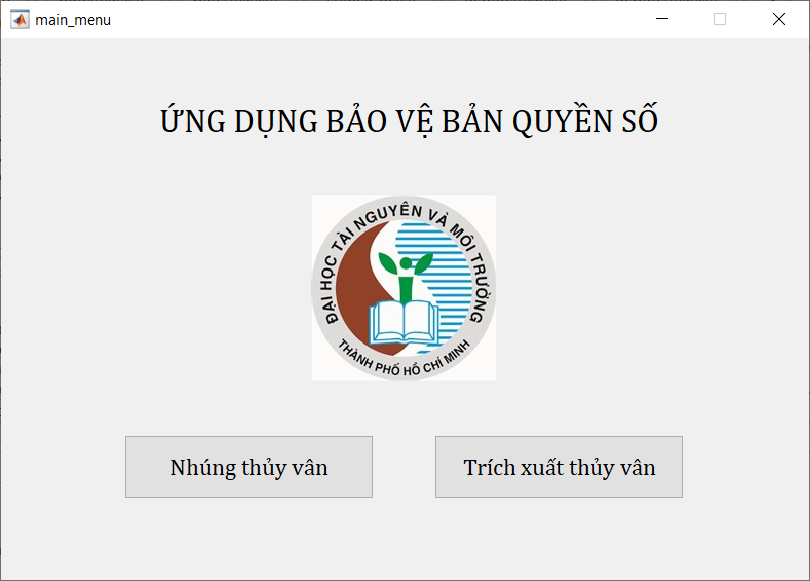 main_menu
ỨNG DỤNG BẢO VỆ BẢN QUYỀN SỐ
ĐẠI HỌC TÀI NGUYÊN VÀ MÔI TRƯỜNG
THÀNH PHỐ HỒ CHÍ MINH
Nhúng thủy vân
Trích xuất thủy vân